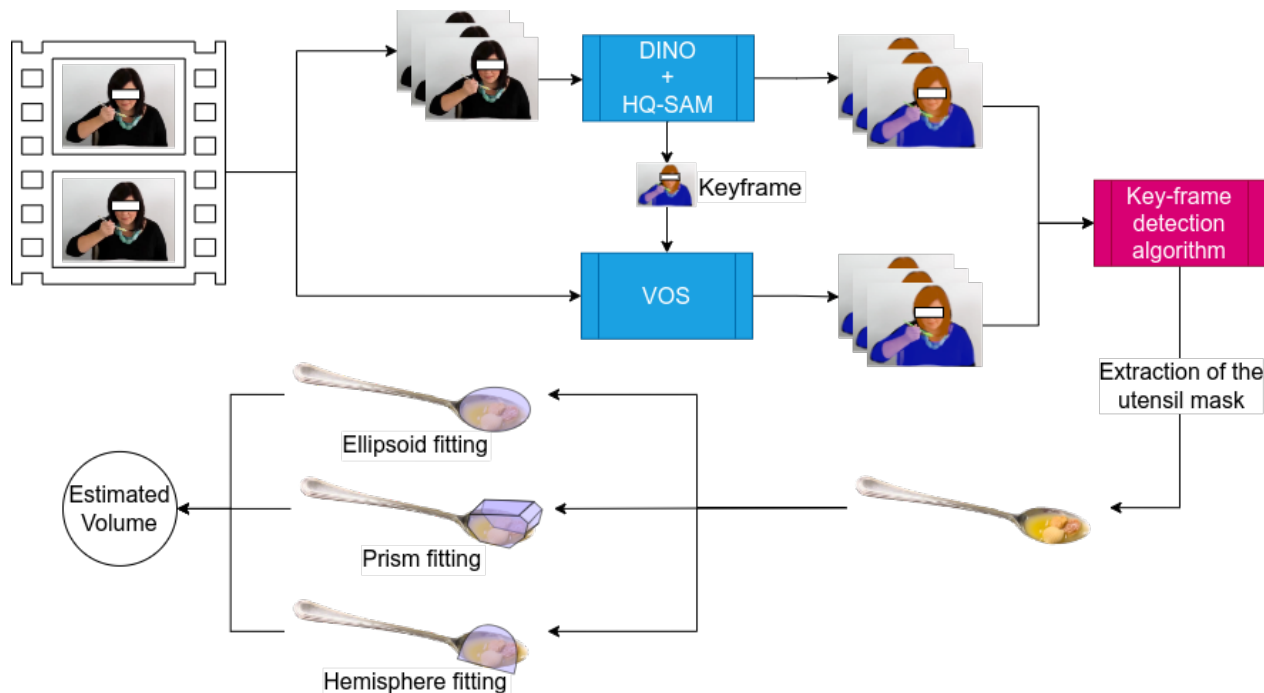 DINO
+
HQ-SAM
Keyframe
VOS
Key-frame
detection
algorithm
Extraction of the
utensil mask
Ellipsoid fitting
Prism fitting
Hemisphere fitting
Estimated
Volume